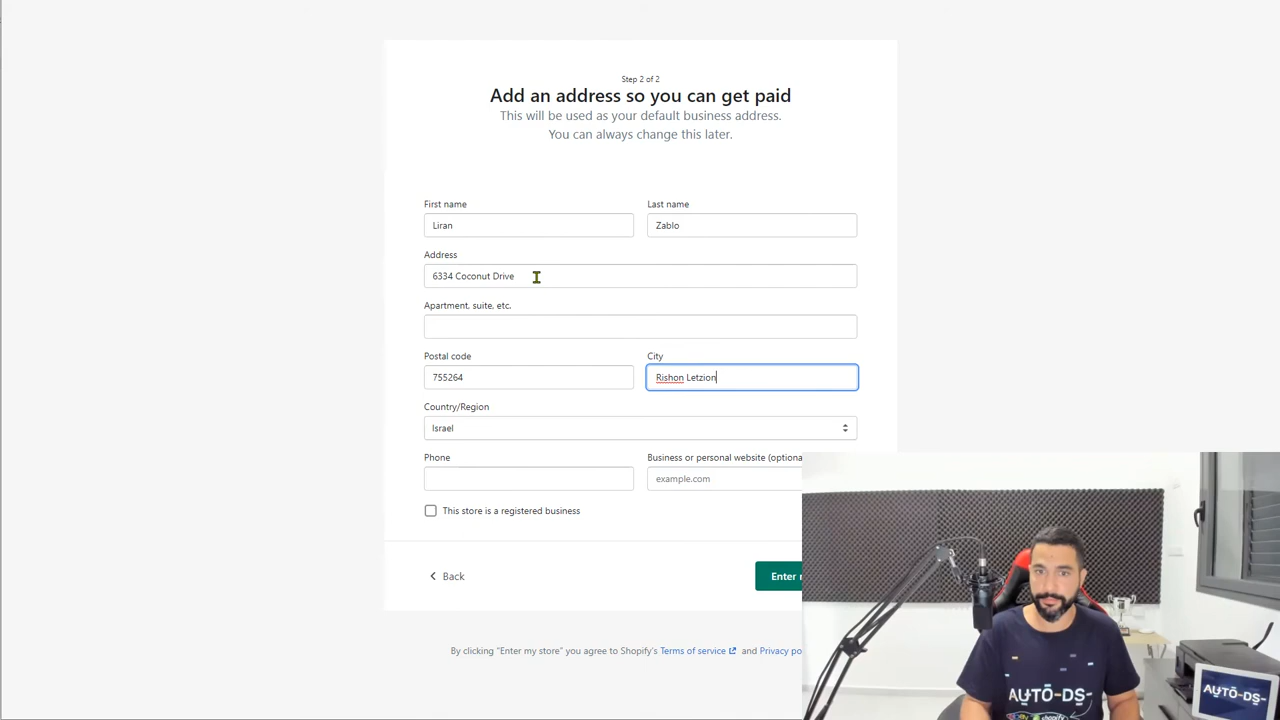 Step 2 of 2
Add an address so you can get paid
This will be used as your default business address.
You can always change this later.
First name
Last name
Liran
Zablo
Address
6334 Coconut Drive
Apartment, suite, etc.
Postal code
City
755264
Rishon Letzion
Country/Region
Israel
Phone
Business or personal website (optiona
example.com
This store is a registered business
Back
Enter
By clicking “Enter my store” you agree to Shopify's Terms of service and Privacy po
AUTO-DS-
shopify
AUTO-DS-